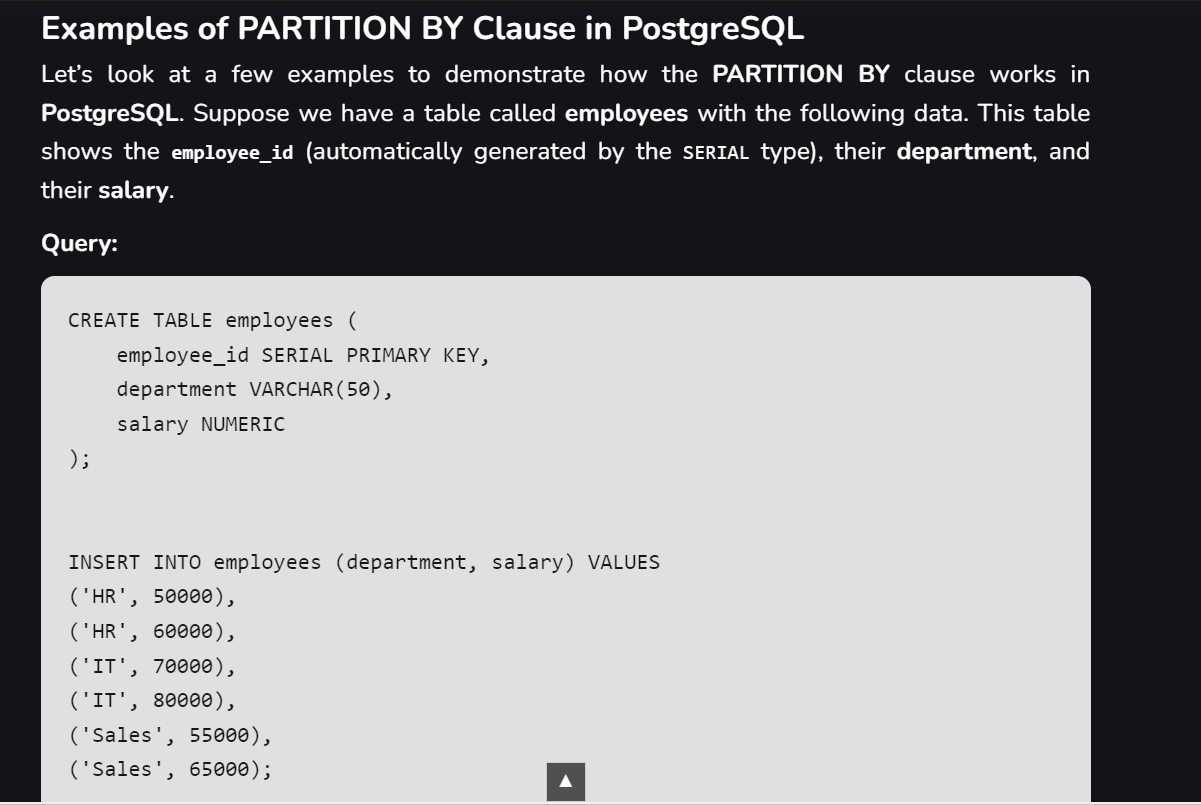 Examples of PARTITION BY Clause in PostgreSQL
Let’s look at a few examples to demonstrate how the PARTITION BY clause works in
PostgreSQL. Suppose we have a table called employees with the following data. This table
shows the employee_id (automatically generated by the SERIAL type), their department, and
their salary.
Query:
CREATE TABLE employees (
    employee_id SERIAL PRIMARY KEY,
    department VARCHAR(50),
    salary NUMERIC
);
INSERT INTO employees (department, salary) VALUES
('HR', 50000),
('HR', 60000),
('IT', 70000),
('IT', 80000),
('Sales', 55000),
('Sales', 65000);